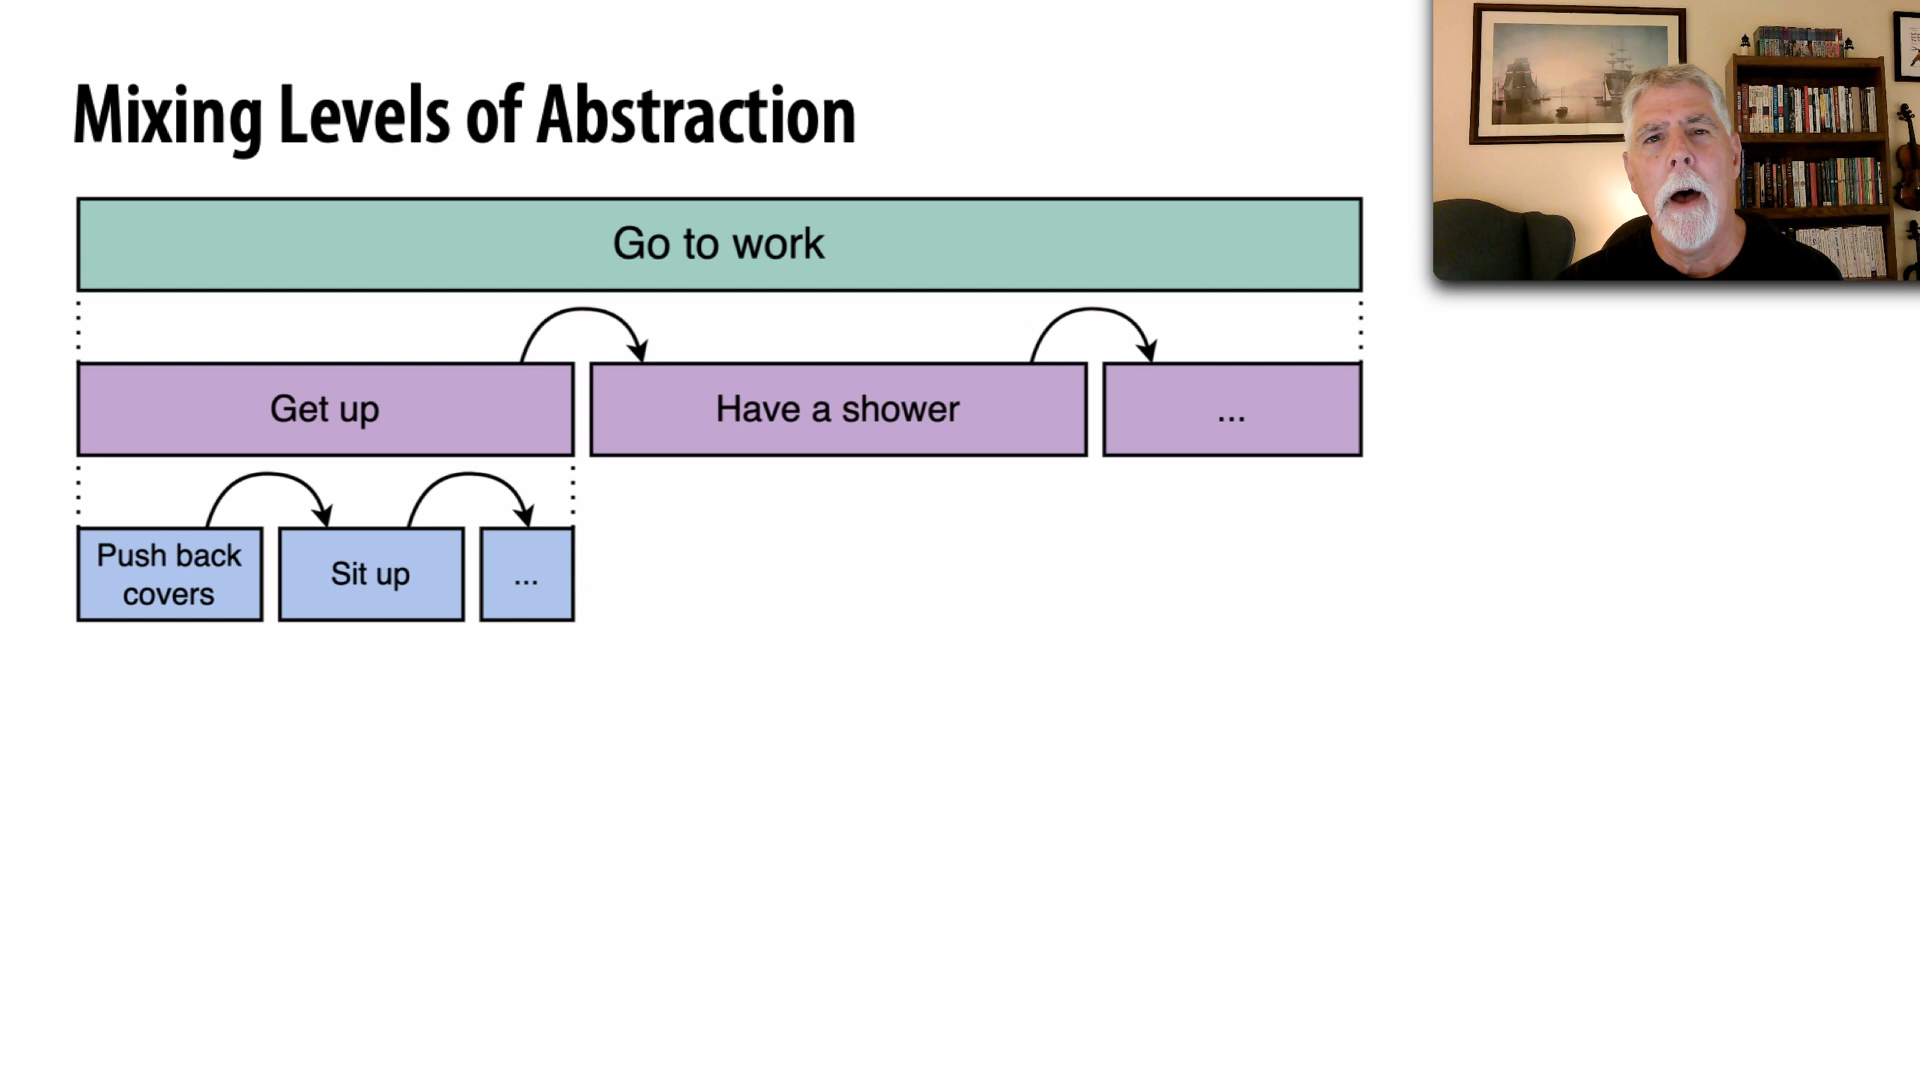 Mixing Levels of Abstraction
Go to work
Get up
Have a shower
...
Push back
covers
Sit up
...